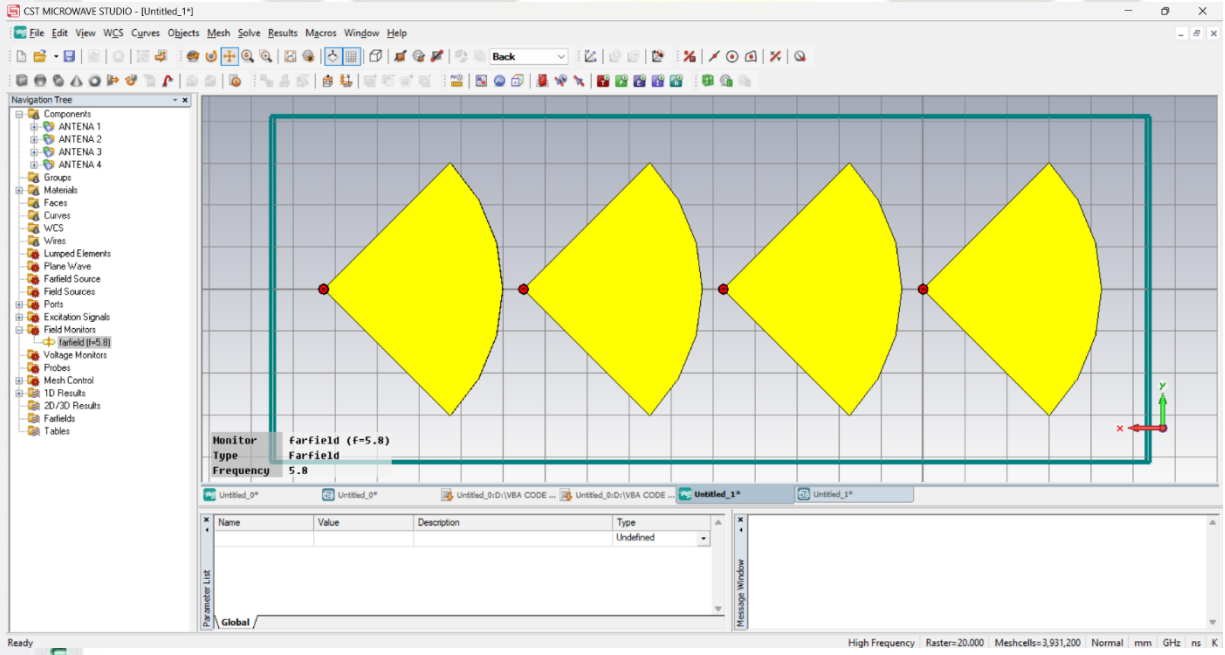 CST MICROWAVE STUDIO - [Untitled_1*]
File Edit View WCS Curves Objects Mesh Solve Results Macros Window Help
Back
Navigation Tree
Components
ANTENA 1
ANTENA 2
ANTENA 3
ANTENA 4
Groups
Materials
Faces
Curves
WCS
Wires
Lumped Elements
Plane Wave
Farfield Source
Field Sources
Ports
Excitation Signals
Field Monitors
farfield (f=5.8)
Voltage Monitors
Probes
Mesh Control
1D Results
2D/3D Results
Farfields
Tables
y
x
Monitor farfield (f=5.8)
Type Farfield
Frequency 5.8
Untitled_0* Untitled_0* Untitled_0:D:\VBA CODE ... Untitled_0:D:\VBA CODE ... Untitled_1* Untitled_1*
Name Value Description Type
Undefined
Parameter List
Global
Message Window
Ready High Frequency Raster=20.000 Meshcells=3,931,200 Normal mm GHz ns K